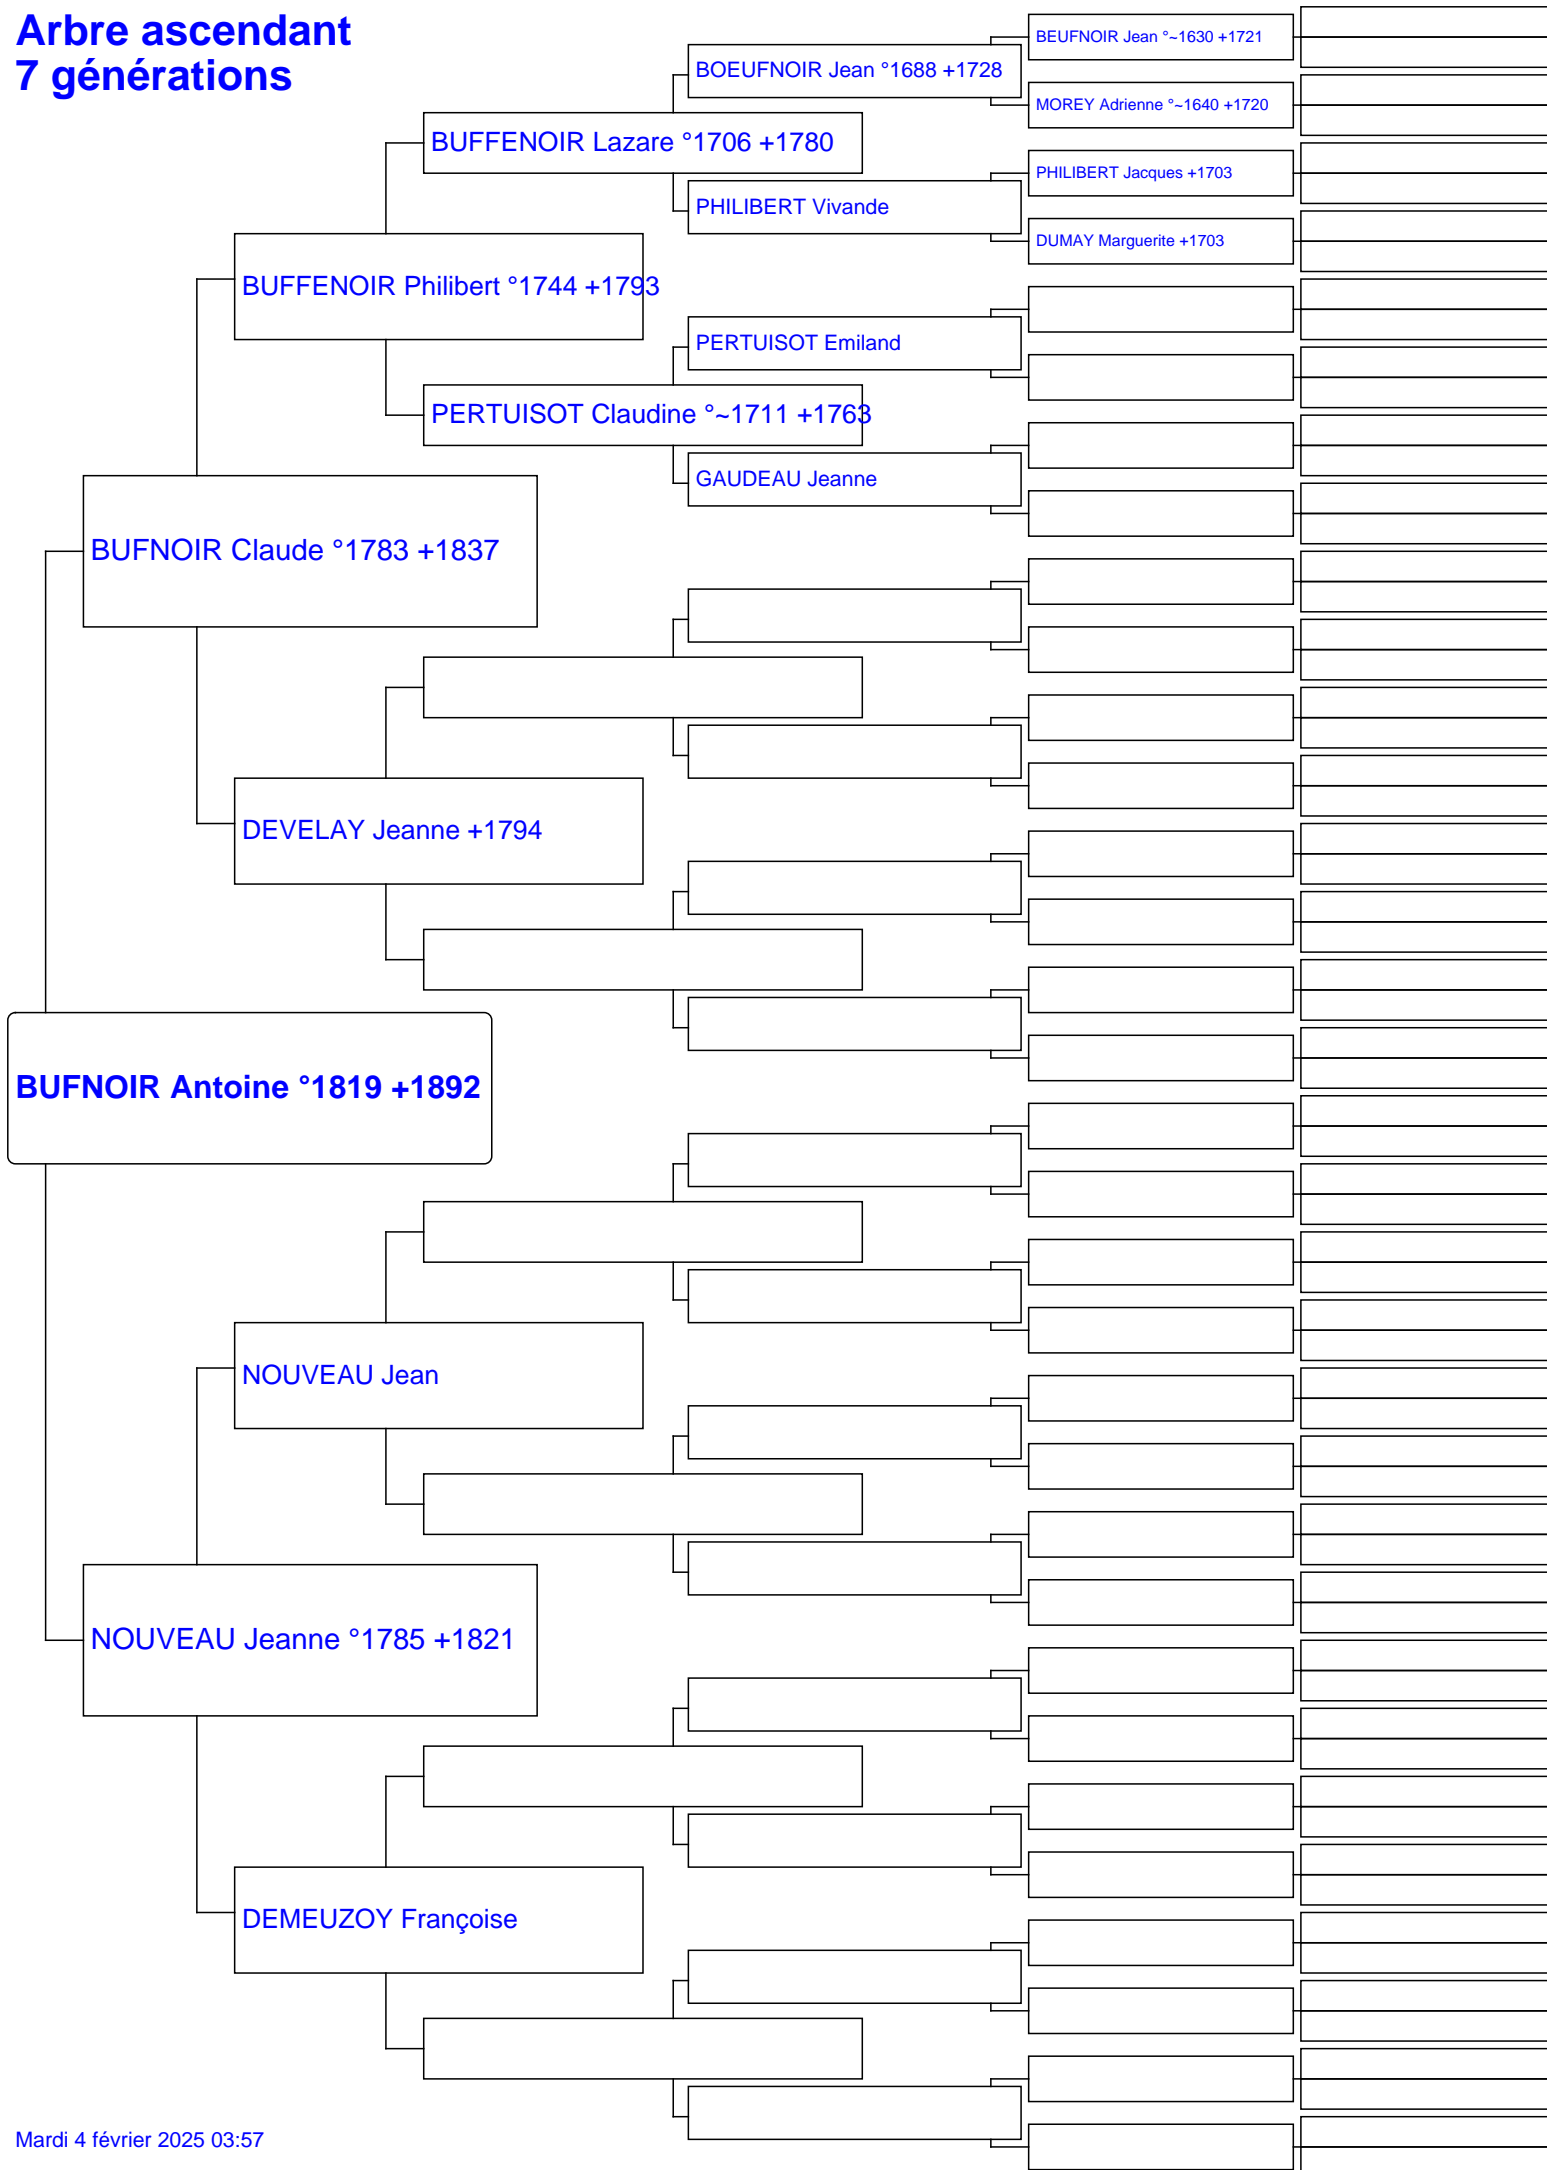 Arbre ascendant
7 générations
BEUFNOIR Jean °~1630 +1721
BOEUFNOIR Jean °1688 +1728
MOREY Adrienne °~1640 +1720
BUFFENOIR Lazare °1706 +1780
PHILIBERT Jacques +1703
PHILIBERT Vivande
DUMAY Marguerite +1703
BUFFENOIR Philibert °1744 +1793
PERTUISOT Emiland
PERTUISOT Claudine °~1711 +1763
GAUDEAU Jeanne
BUFNOIR Claude °1783 +1837
DEVELAY Jeanne +1794
BUFNOIR Antoine °1819 +1892
NOUVEAU Jean
NOUVEAU Jeanne °1785 +1821
DEMEUZOY Françoise
Mardi 4 février 2025 03:57